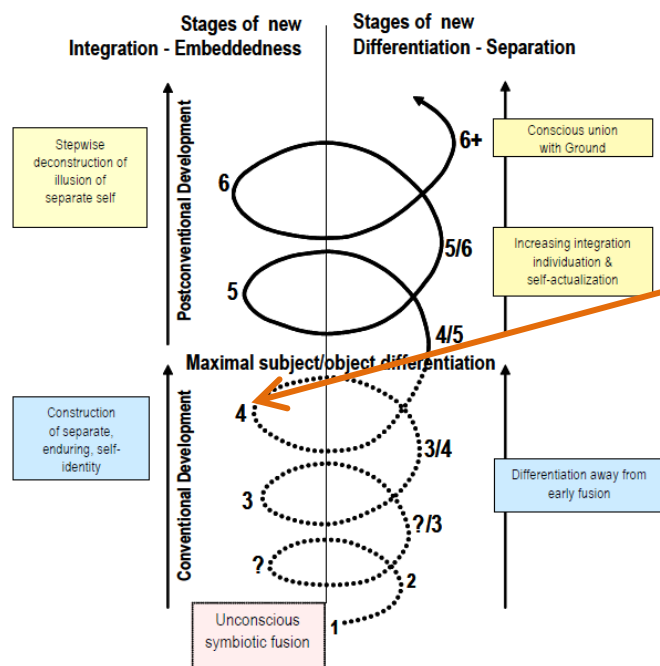 Stages of new
Integration - Embeddedness
Stages of new
Differentiation - Separation
Postconventional Development
Stepwise
deconstruction of
illusion of
separate self
6+
Conscious union
with Ground
6
5/6
Increasing integration
individuation &
self-actualization
5
4/5
Maximal subject/object differentiation
Conventional Development
Construction
of separate,
enduring, self-
identity
4
3/4
Differentiation away from
early fusion
3
?/3
?
2
1
Unconscious
symbiotic fusion